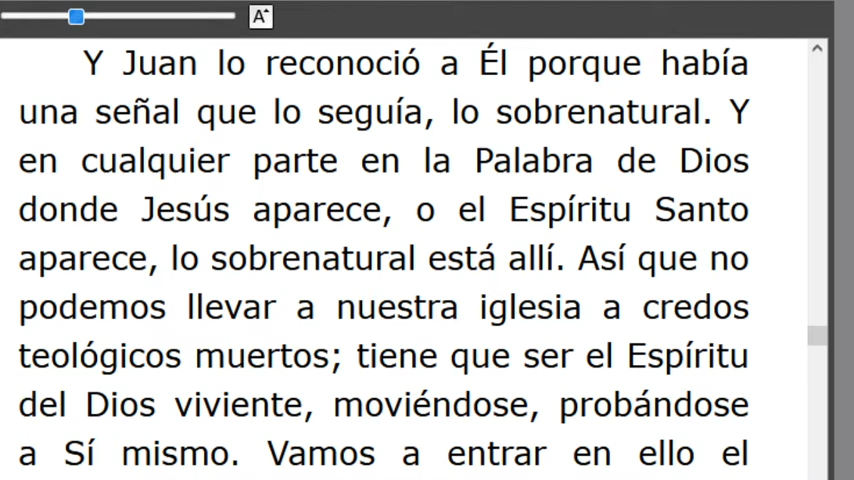 A
Y Juan lo reconoció a Él porque había
una señal que lo seguía, lo sobrenatural. Y
en cualquier parte en la Palabra de Dios
donde Jesús aparece, o el Espíritu Santo
aparece, lo sobrenatural está allí. Así que no
podemos llevar a nuestra iglesia a credos
teológicos muertos; tiene que ser el Espíritu
del Dios viviente, moviéndose, probándose
a Sí mismo. Vamos a entrar en ello el